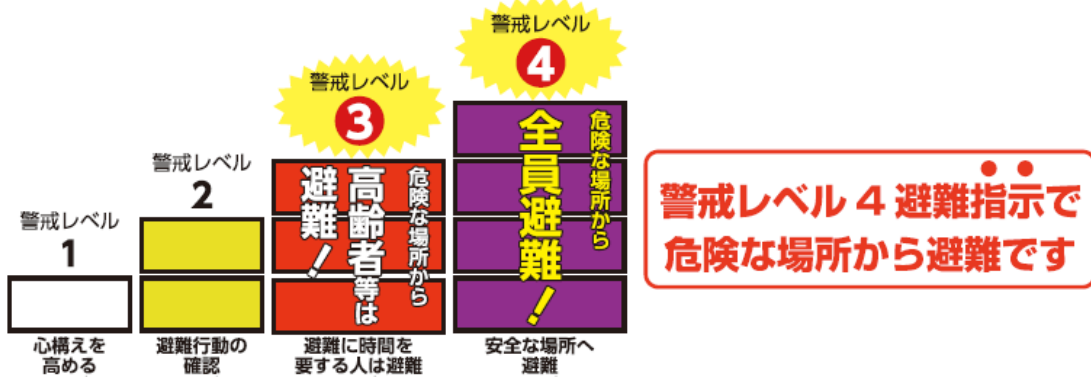 警戒レベル
1
心構えを
高める
警戒レベル
2
避難行動の
確認
警戒レベル
3
危険な場所から
高齢者等は
避難！
避難に時間を
要する人は避難
警戒レベル
4
危険な場所から
全員避難！
安全な場所へ
避難
警戒レベル４避難指示で
危険な場所から避難です